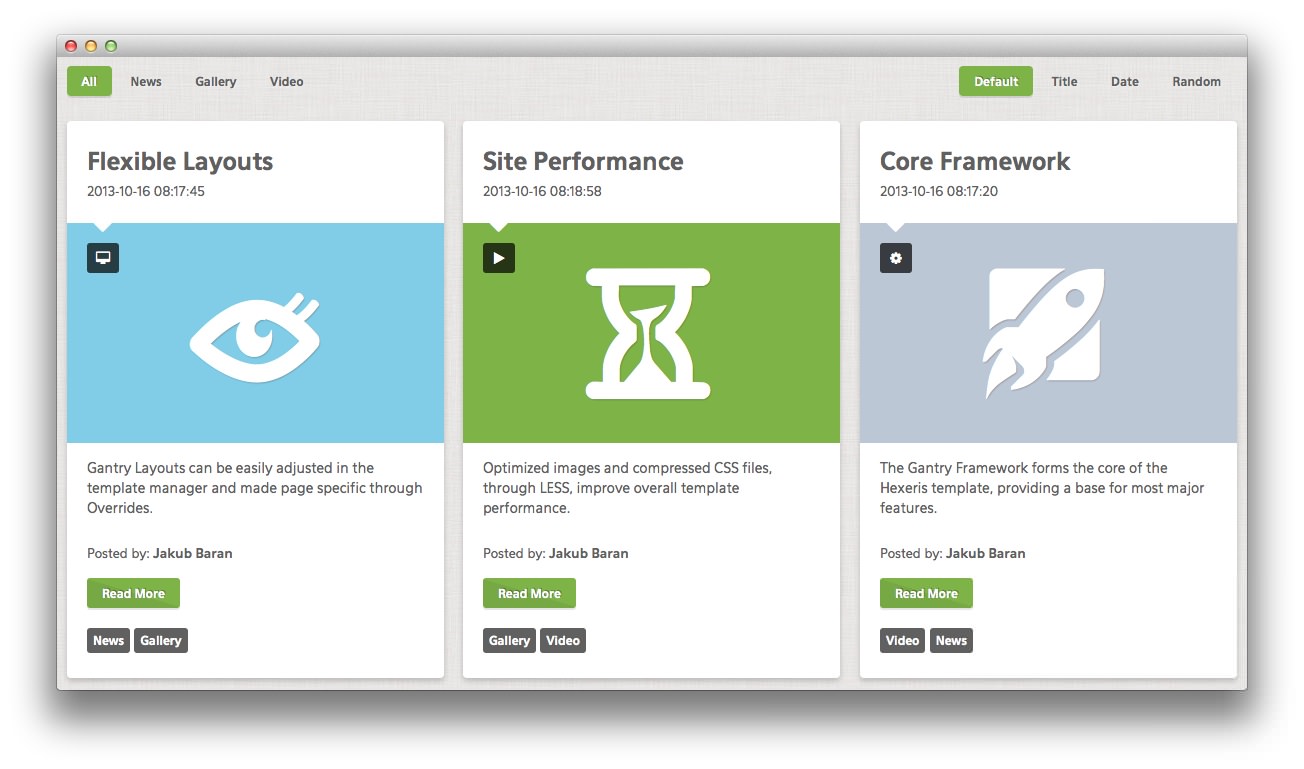 All News Gallery Video Default Title Date Random
Flexible Layouts
2013-10-16 08:17:45
Gantry Layouts can be easily adjusted in the
template manager and made page specific through
Overrides.
Posted by: Jakub Baran
Read More
News Gallery
Site Performance
2013-10-16 08:18:58
Optimized images and compressed CSS files,
through LESS, improve overall template
performance.
Posted by: Jakub Baran
Read More
Gallery Video
Core Framework
2013-10-16 08:17:20
The Gantry Framework forms the core of the
Hexeris template, providing a base for most major
features.
Posted by: Jakub Baran
Read More
Video News